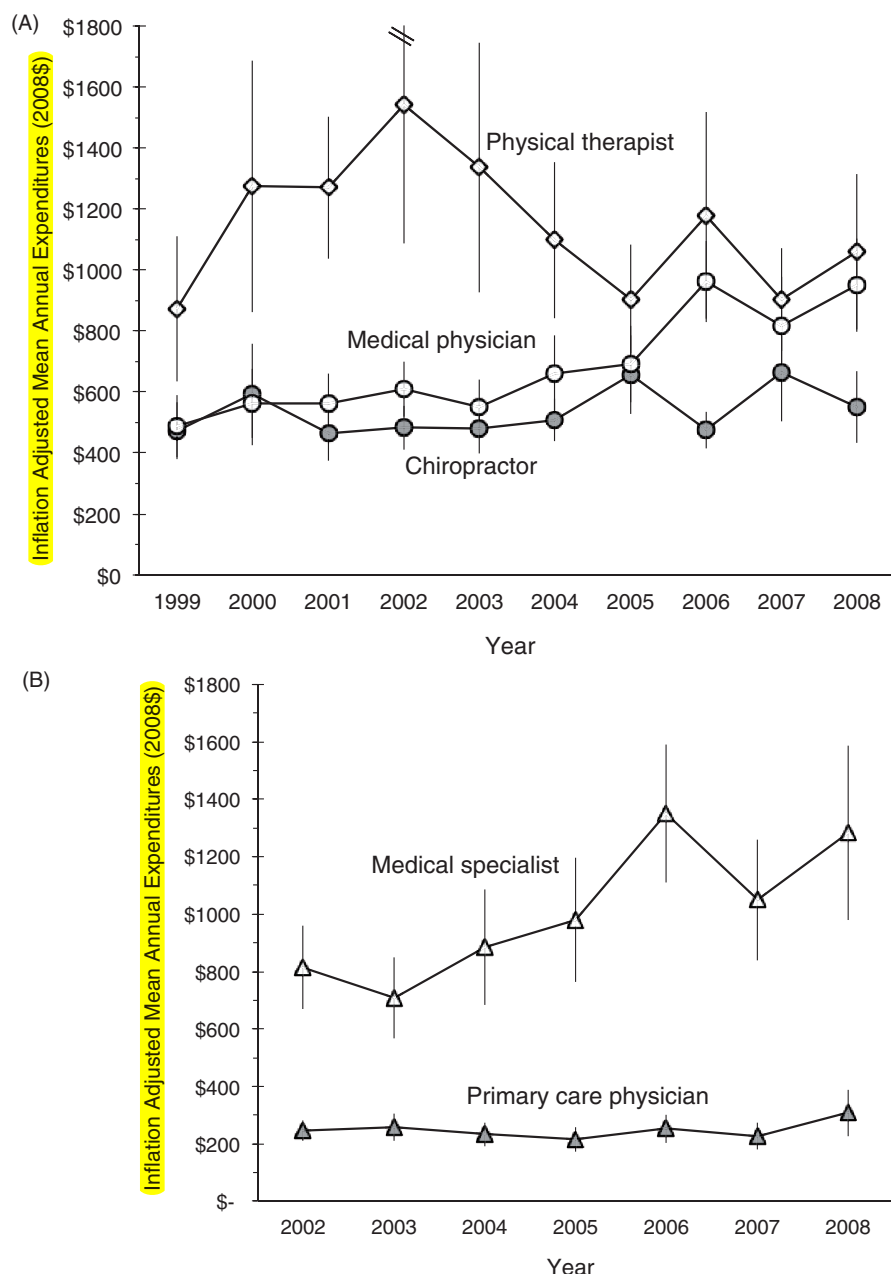 (A)
Inflation Adjusted Mean Annual Expenditures (2008$)
$1800
$1600
$1400
$1200
$1000
$800
$600
$400
$200
$0
Physical therapist
Medical physician
Chiropractor
1999 2000 2001 2002 2003 2004 2005 2006 2007 2008
Year
(B)
Inflation Adjusted Mean Annual Expenditures (2008$)
$1800
$1600
$1400
$1200
$1000
$800
$600
$400
$200
$-
Medical specialist
Primary care physician
2002 2003 2004 2005 2006 2007 2008
Year